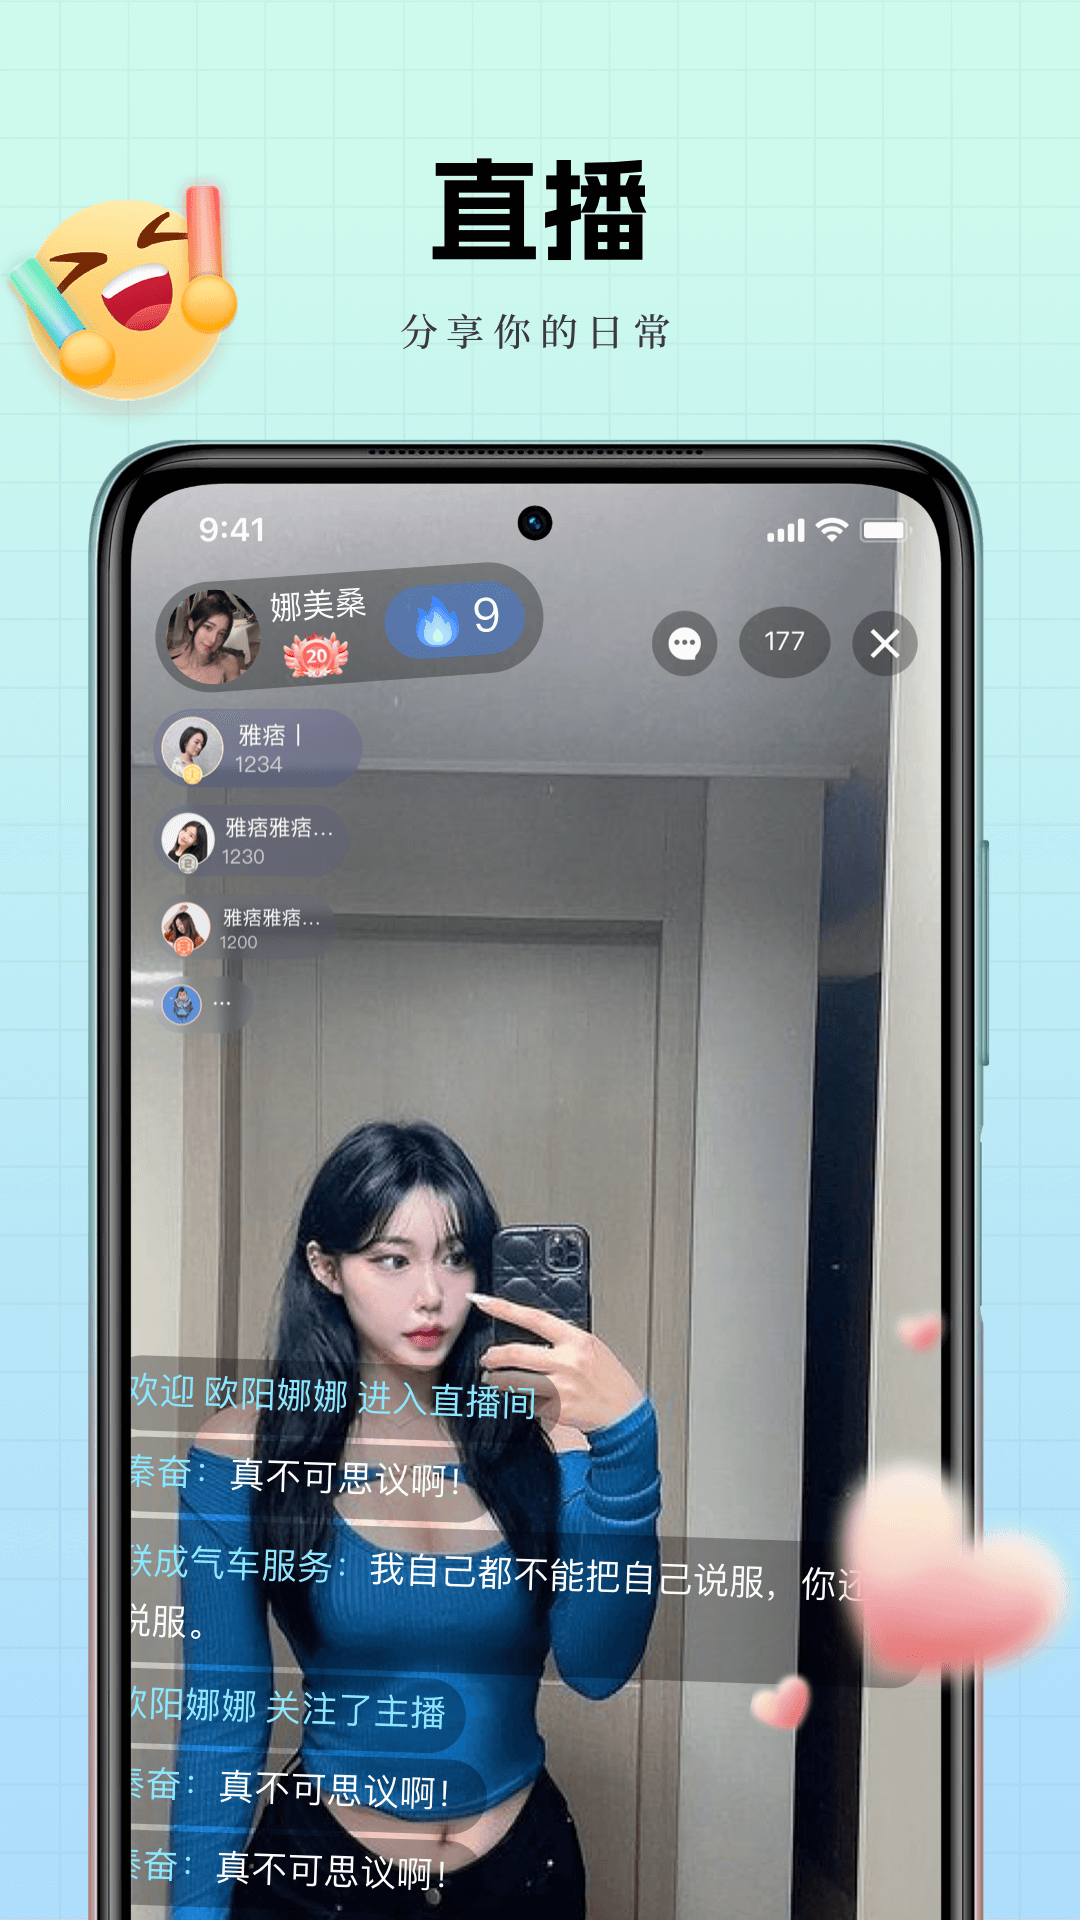 直播
分享你的日常
9:41
娜美桑
20
9
177
雅痞丨
1234
雅痞雅痞...
1230
雅痞雅痞...
1200
...
欢迎 欧阳娜娜 进入直播间
秦奋：真不可思议啊！
联成气车服务：我自己都不能把自己说服，你还
说服。
欧阳娜娜 关注了主播
秦奋：真不可思议啊！
秦奋：真不可思议啊！